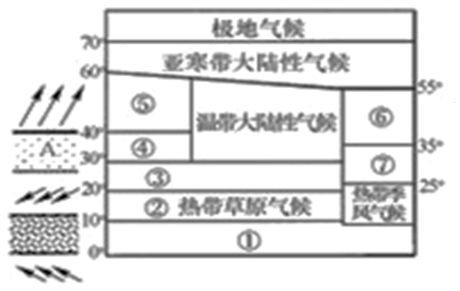 极地气候
70°
亚寒带大陆性气候
60°
55°
⑤
温带大陆性气候
⑥
A
40°
④
35°
30°
⑦
③
25°
20°
② 热带草原气候
热带季
风气候
10°
①
0°